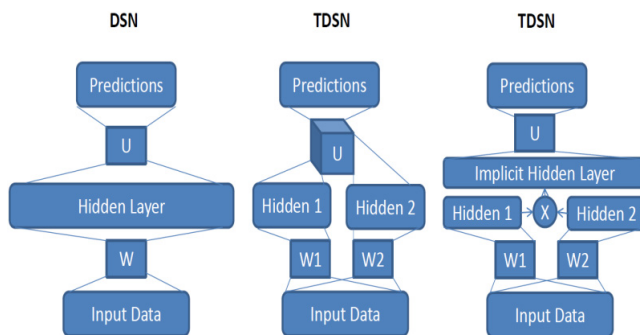 DSN
Predictions
U
Hidden Layer
W
Input Data
TDSN
Predictions
U
Hidden 1
Hidden 2
W1
W2
Input Data
TDSN
Predictions
U
Implicit Hidden Layer
Hidden 1
X
Hidden 2
W1
W2
Input Data